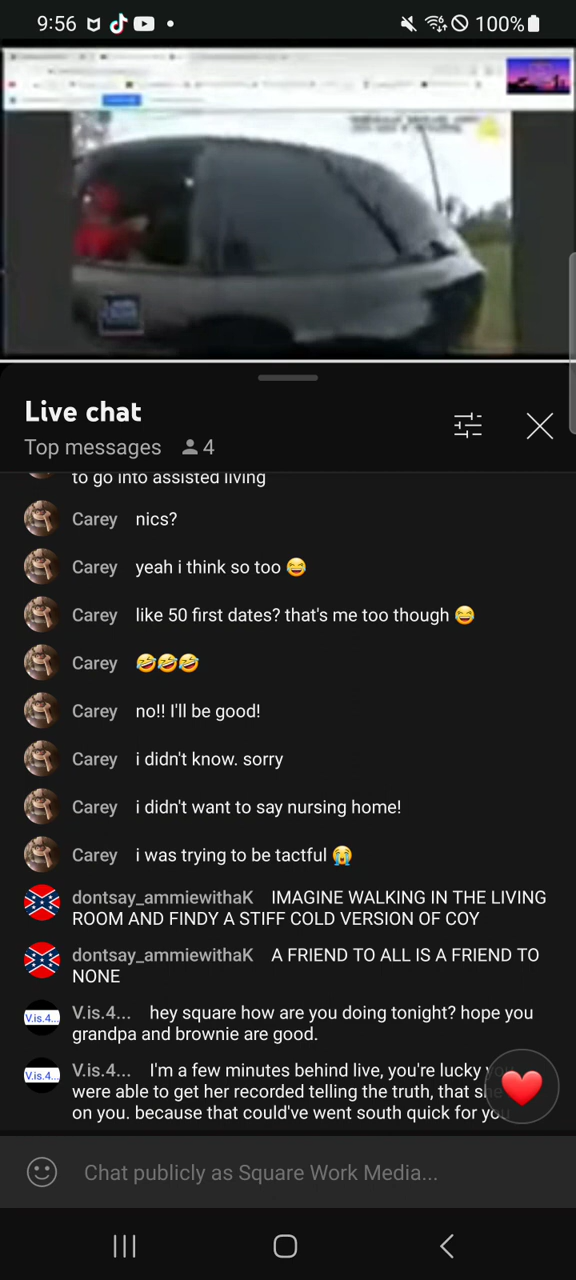 9:56
100%
Live chat
Top messages 4
to go into assisted living
Carey nics?
Carey yeah i think so too 😂
Carey like 50 first dates? that's me too though 😂
Carey 🤣🤣🤣
Carey no!! I'll be good!
Carey i didn't know. sorry
Carey i didn't want to say nursing home!
Carey i was trying to be tactful 😭
dontsay_ammiewithaK IMAGINE WALKING IN THE LIVING
ROOM AND FINDY A STIFF COLD VERSION OF COY
dontsay_ammiewithaK A FRIEND TO ALL IS A FRIEND TO
NONE
V.is.4...
V.is.4... hey square how are you doing tonight? hope you
grandpa and brownie are good.
V.is.4...
V.is.4... I'm a few minutes behind live, you're lucky you
were able to get her recorded telling the truth, that she
on you. because that could've went south quick for you
Chat publicly as Square Work Media...